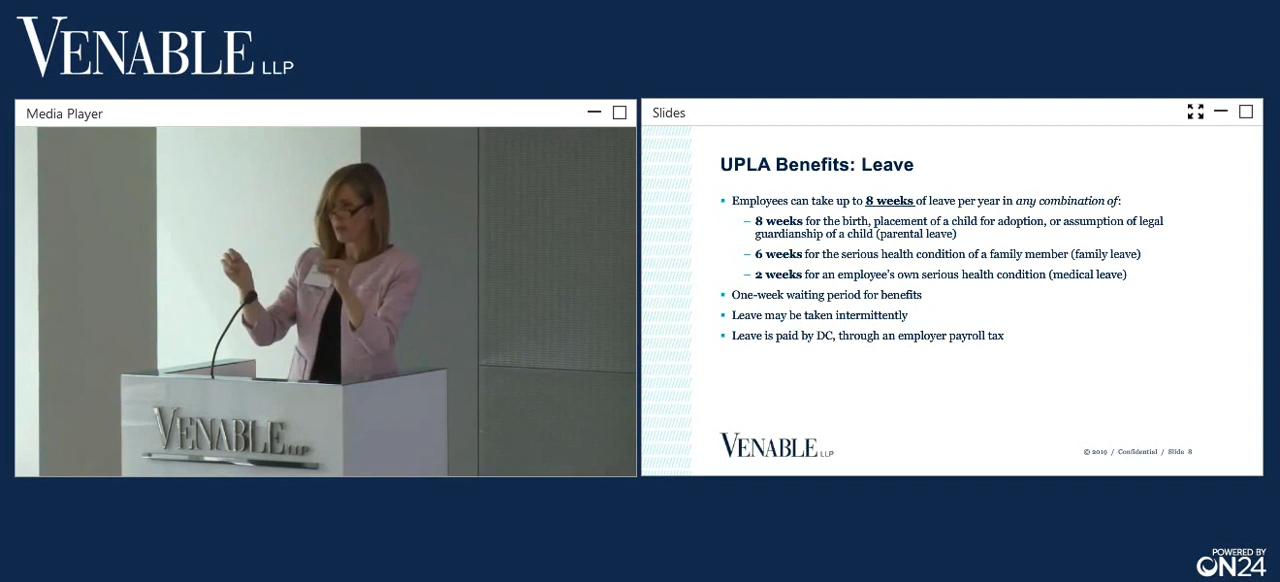 VENABLE LLP
Media Player
Slides
UPLA Benefits: Leave
▪ Employees can take up to 8 weeks of leave per year in any combination of:
– 8 weeks for the birth, placement of a child for adoption, or assumption of legal
guardianship of a child (parental leave)
– 6 weeks for the serious health condition of a family member (family leave)
– 2 weeks for an employee's own serious health condition (medical leave)
▪ One-week waiting period for benefits
▪ Leave may be taken intermittently
▪ Leave is paid by DC, through an employer payroll tax
VENABLE LLP
VENABLE LLP
© 2019 / Confidential / Slide 8
POWERED BY
ON24